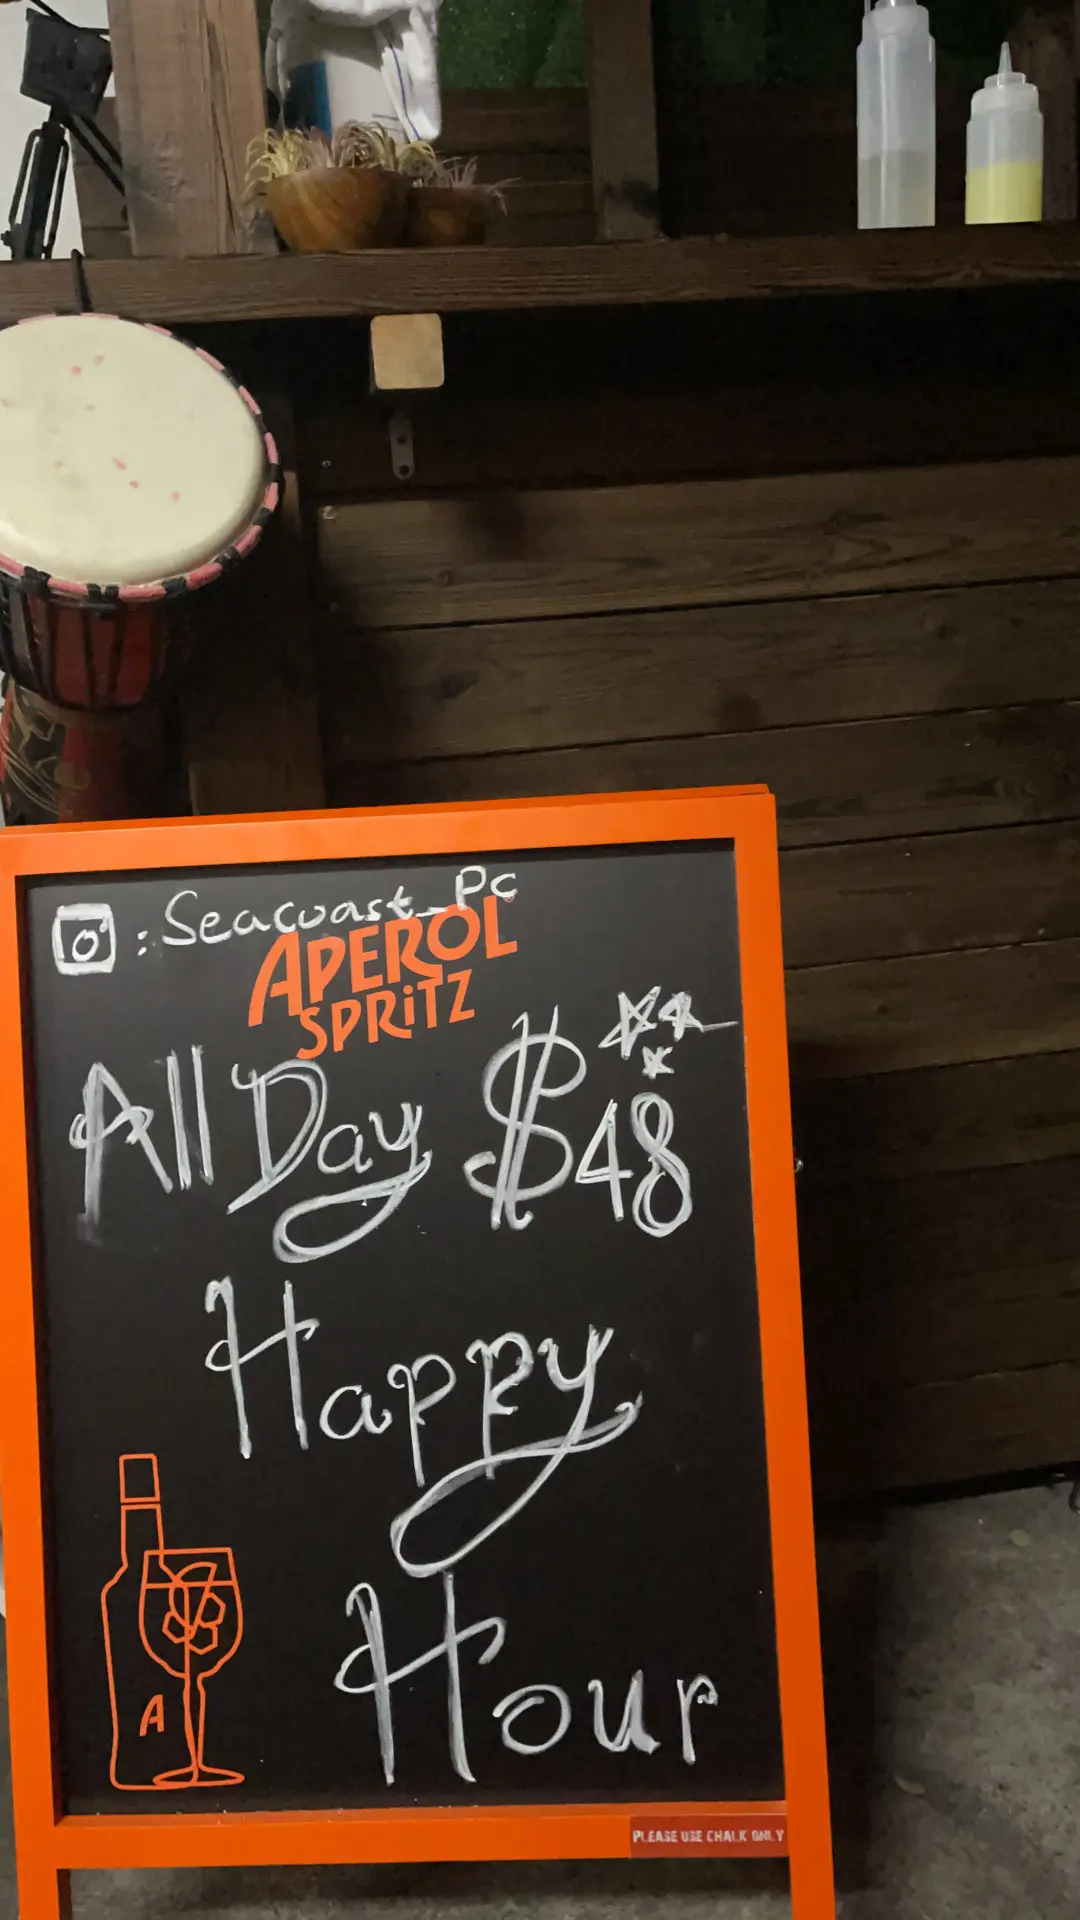 : Seacoast_Pc
APEROL
SPRiTZ
All Day $48
Happy
Hour
A
PLEASE USE CHALK ONLY